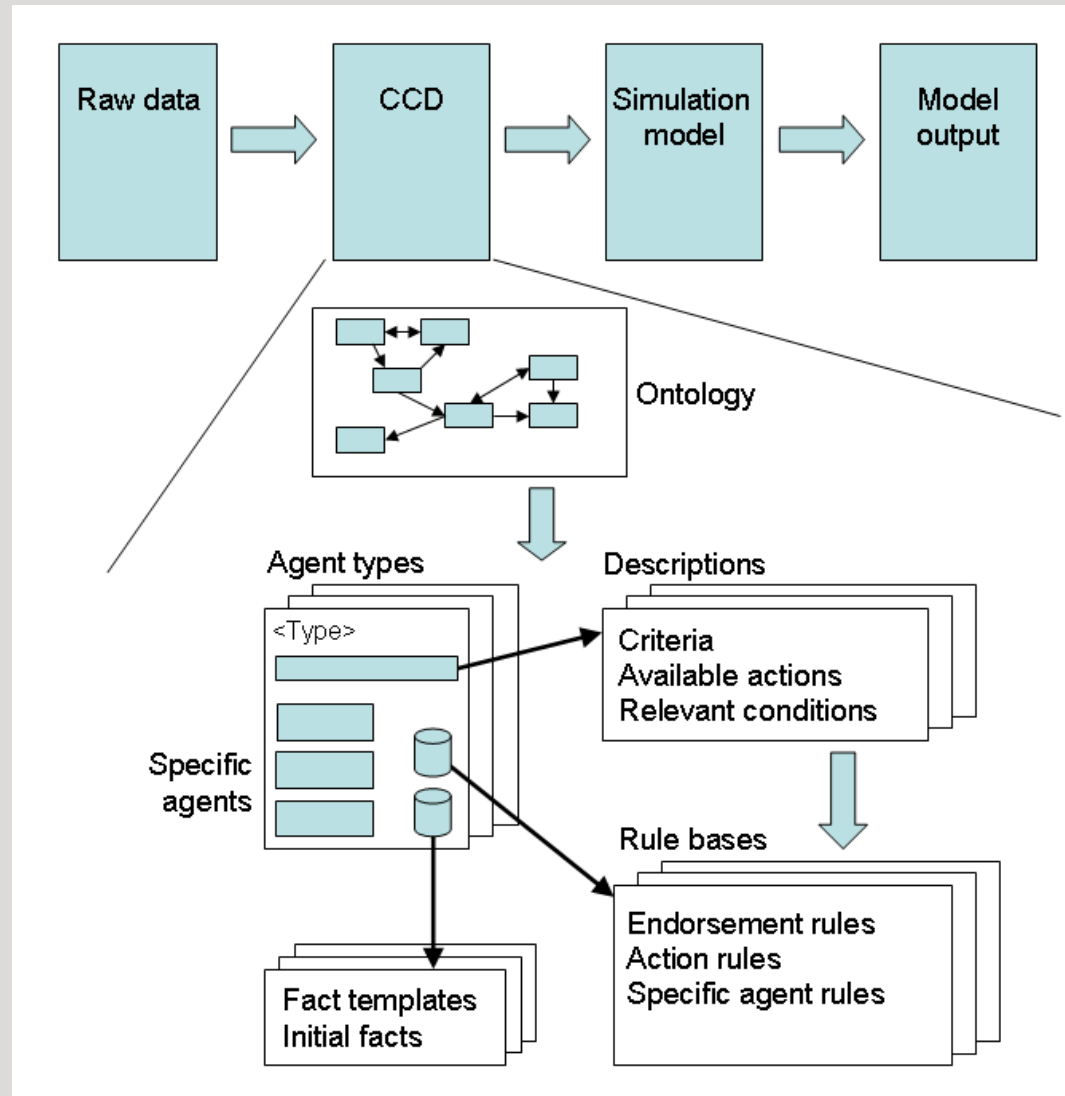 Raw data
CCD
Simulation
model
Model
output
Ontology
Agent types
Descriptions
<Type>
Criteria
Available actions
Relevant conditions
Specific
agents
Rule bases
Endorsement rules
Action rules
Specific agent rules
Fact templates
Initial facts